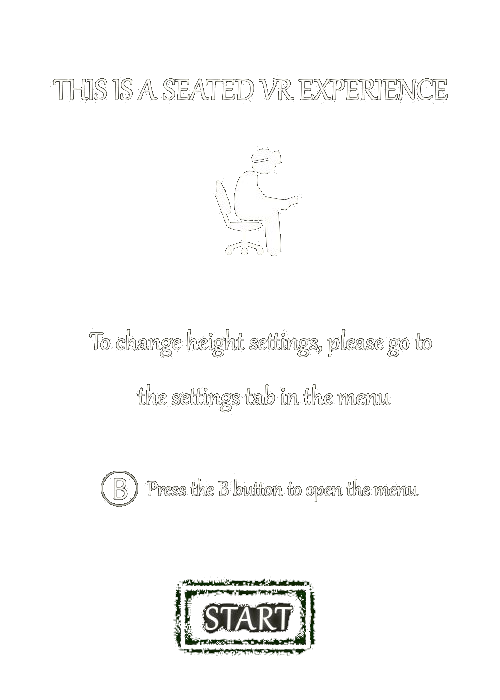 THIS IS A SEATED VR EXPERIENCE
To change height settings, please go to
the settings tab in the menu
B Press the B button to open the menu
START